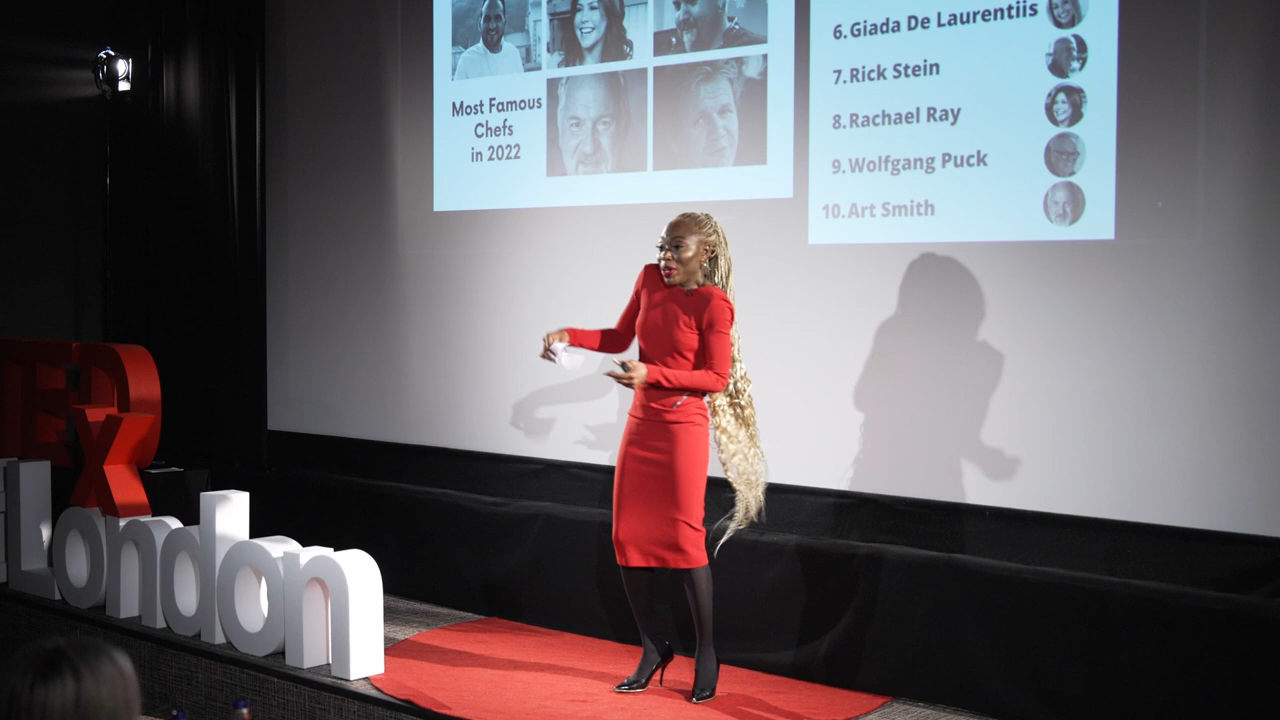 Most Famous
Chefs
in 2022
6. Giada De Laurentiis
7. Rick Stein
8. Rachael Ray
9. Wolfgang Puck
10. Art Smith
TEDx
London